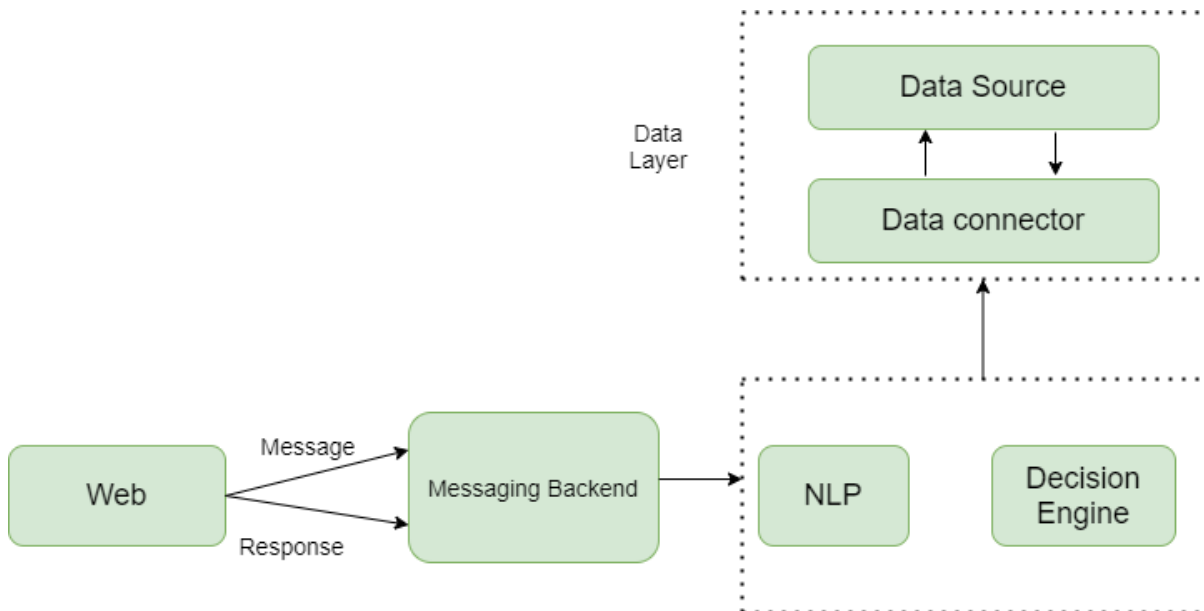 Data Source
Data
Layer
Data connector
Message
Web
Messaging Backend
Response
NLP
Decision
Engine